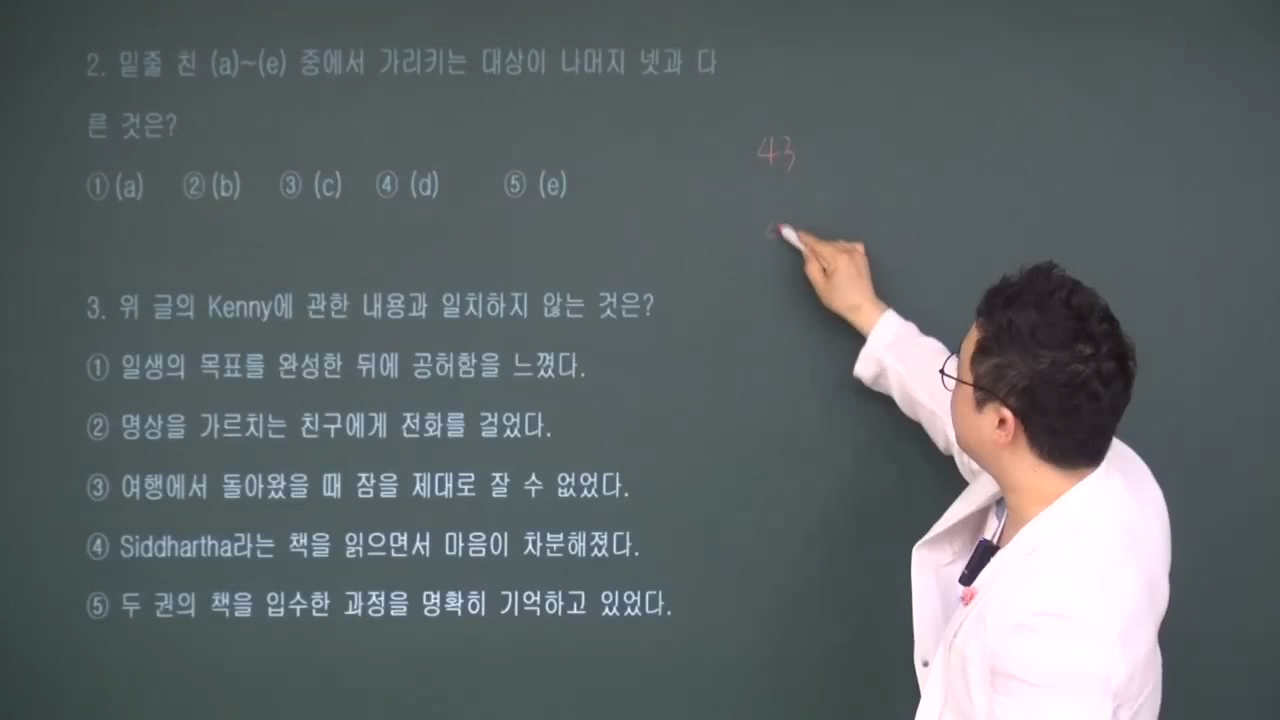 2. 밑줄 친 (a)~(e) 중에서 가리키는 대상이 나머지 넷과 다
른 것은?
① (a) ② (b) ③ (c) ④ (d) ⑤ (e)
43
3. 위 글의 Kenny에 관한 내용과 일치하지 않는 것은?
① 일생의 목표를 완성한 뒤에 공허함을 느꼈다.
② 명상을 가르치는 친구에게 전화를 걸었다.
③ 여행에서 돌아왔을 때 잠을 제대로 잘 수 없었다.
④ Siddhartha라는 책을 읽으면서 마음이 차분해졌다.
⑤ 두 권의 책을 입수한 과정을 명확히 기억하고 있었다.